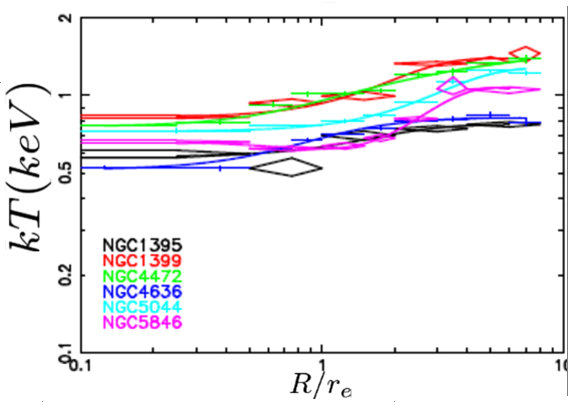 2
1
0.5
0.2
0.1
kT(keV)
NGC1395
NGC1399
NGC4472
NGC4636
NGC5044
NGC5846
0.1 1 10
R/re